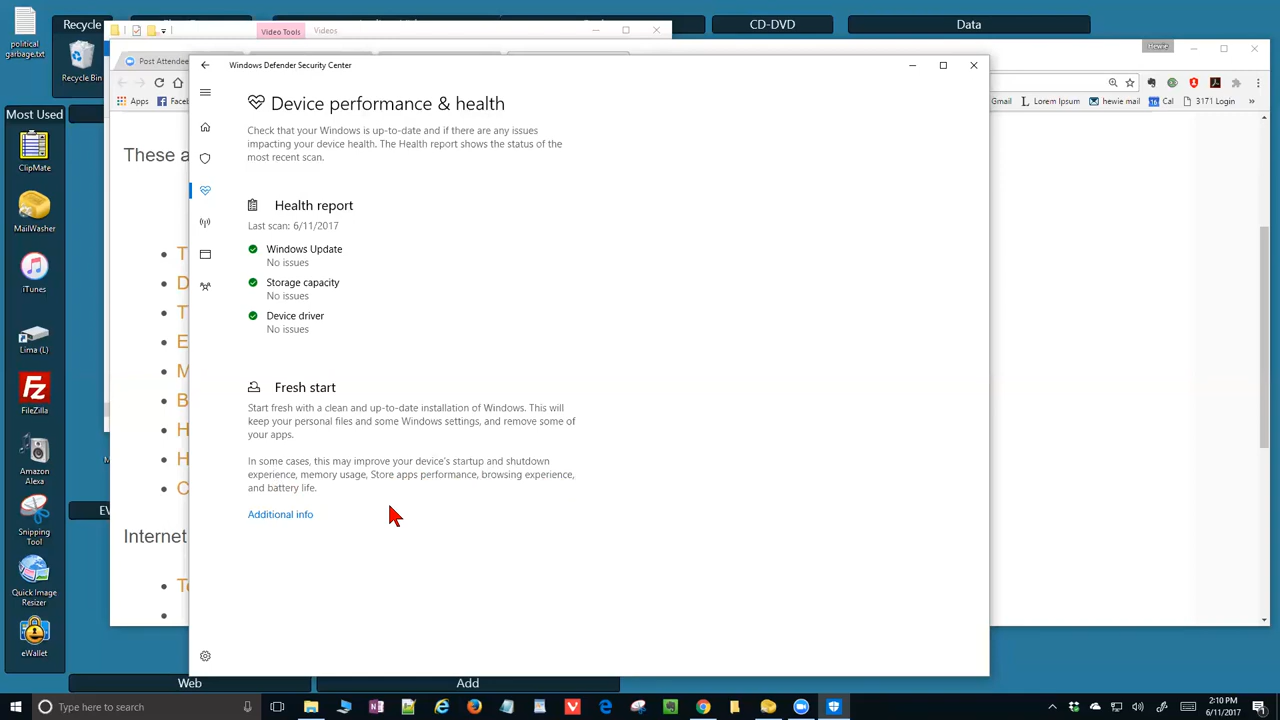 political
garbage.txt
Recycle
Recycle Bin
Most Used
ClipMate
MailWasher
iTunes
Lima (L)
FileZilla
Amazon
Alexa
Snipping
Tool
Quick Image
Resizer
eWallet
Video Tools
Videos
CD-DVD
Data
Howie
Post Attendee
Apps
Faceb
Gmail
Lorem Ipsum
hewie mail
Cal
3171 Login
These a
T
D
T
E
M
B
H
H
C
Internet
To
Windows Defender Security Center
Device performance & health
Check that your Windows is up-to-date and if there are any issues
impacting your device health. The Health report shows the status of the
most recent scan.
Health report
Last scan: 6/11/2017
Windows Update
No issues
Storage capacity
No issues
Device driver
No issues
Fresh start
Start fresh with a clean and up-to-date installation of Windows. This will
keep your personal files and some Windows settings, and remove some of
your apps.
In some cases, this may improve your device's startup and shutdown
experience, memory usage, Store apps performance, browsing experience,
and battery life.
Additional info
EV
Web
Add
Type here to search
2:10 PM
6/11/2017